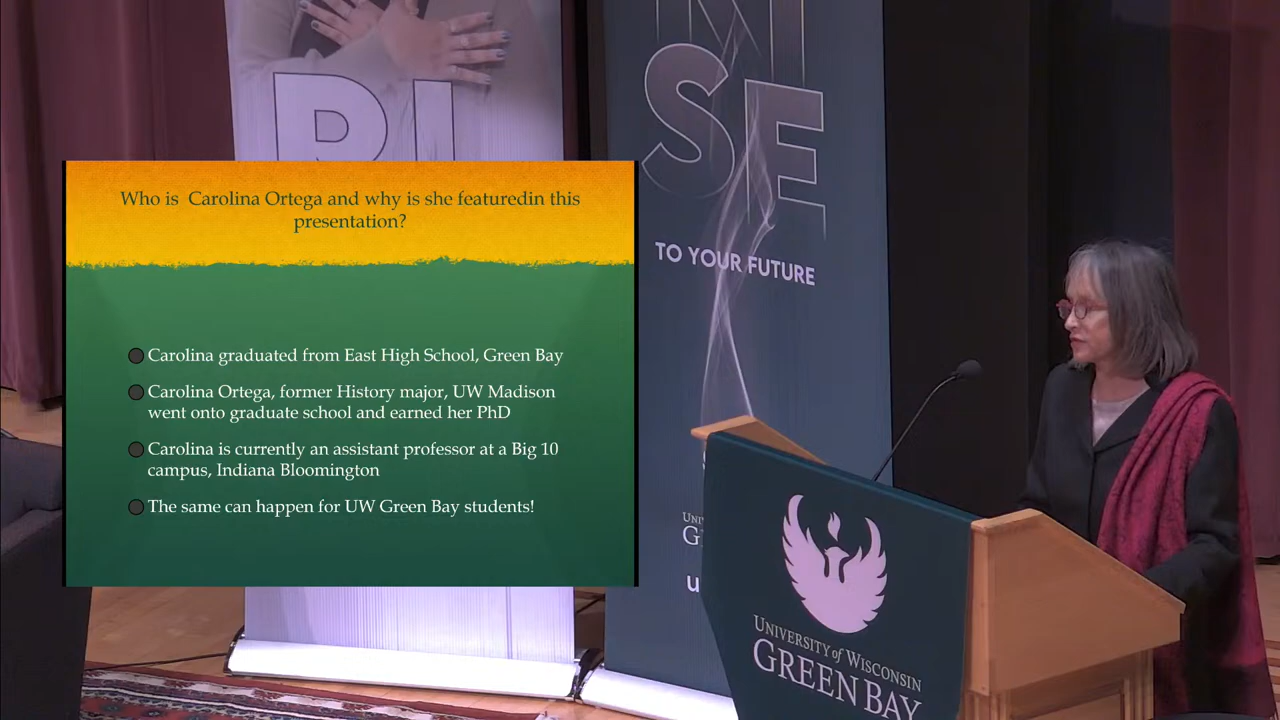 RI
RI
SE
TO YOUR FUTURE
Who is  Carolina Ortega and why is she featuredin this
presentation?
Carolina graduated from East High School, Green Bay
Carolina Ortega, former History major, UW Madison
went onto graduate school and earned her PhD
Carolina is currently an assistant professor at a Big 10
campus, Indiana Bloomington
The same can happen for UW Green Bay students!
UNIVERSITY of WISCONSIN
GREEN BAY